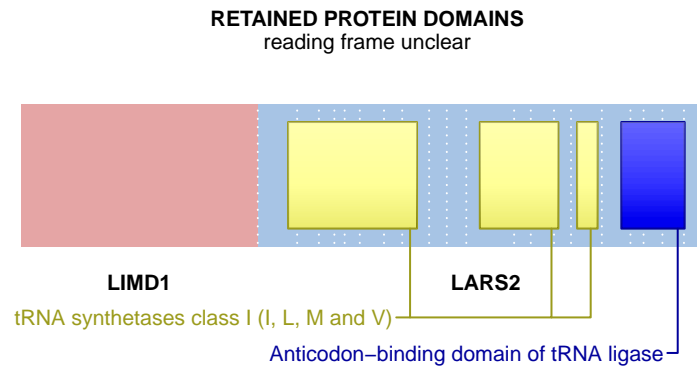 RETAINED PROTEIN DOMAINS
reading frame unclear
LIMD1 LARS2
tRNA synthetases class I (I, L, M and V)
Anticodon−binding domain of tRNA ligase